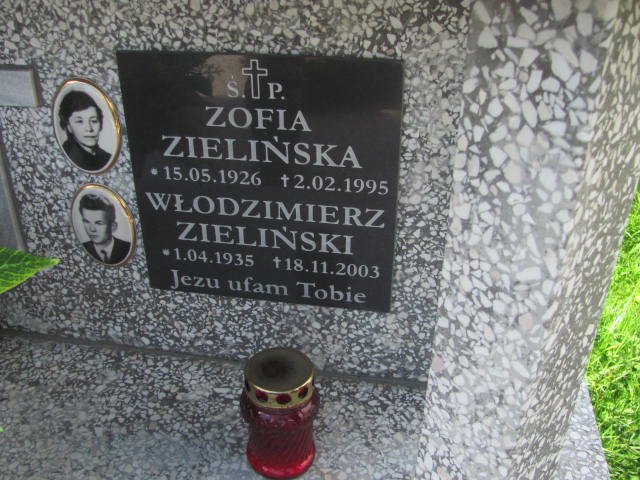 Ś.P.
ZOFIA
ZIELIŃSKA
*15.05.1926 †2.02.1995
WŁODZIMIERZ
ZIELIŃSKI
*1.04.1935 †18.11.2003
Jezu ufam Tobie